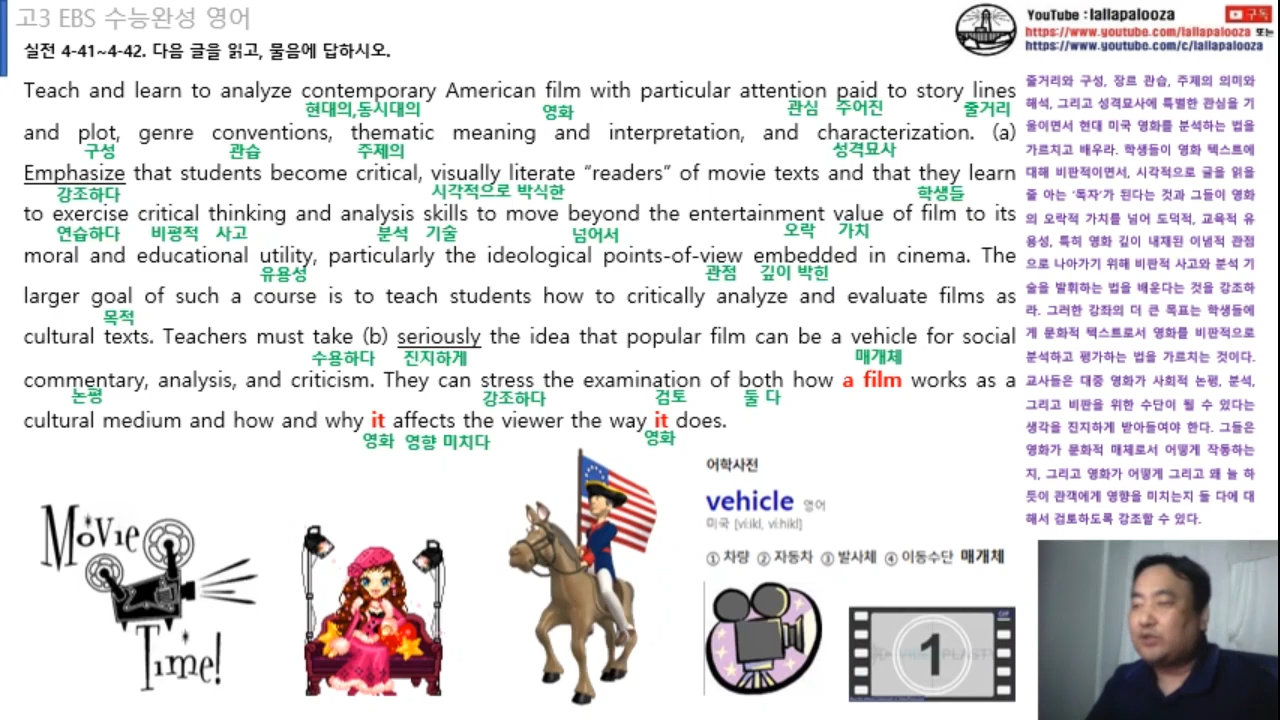 고3 EBS 수능완성 영어
실전 4-41~4-42. 다음 글을 읽고, 물음에 답하시오.
YouTube : lallapalooza
구독
https://www.youtube.com/lallapalooza 또는
https://www.youtube.com/c/lallapalooza
Teach and learn to analyze contemporary American film with particular attention paid to story lines
현대의,동시대의 영화 관심 주어진 줄거리
and plot, genre conventions, thematic meaning and interpretation, and characterization. (a)
구성 관습 주제의 성격묘사
Emphasize that students become critical, visually literate “readers” of movie texts and that they learn
강조하다 시각적으로 박식한 학생들
to exercise critical thinking and analysis skills to move beyond the entertainment value of film to its
연습하다 비평적 사고 분석 기술 넘어서 오락 가치
moral and educational utility, particularly the ideological points-of-view embedded in cinema. The
유용성 관점 깊이 박힌
larger goal of such a course is to teach students how to critically analyze and evaluate films as
목적
cultural texts. Teachers must take (b) seriously the idea that popular film can be a vehicle for social
수용하다 진지하게 매개체
commentary, analysis, and criticism. They can stress the examination of both how a film works as a
논평 강조하다 검토 둘 다
cultural medium and how and why it affects the viewer the way it does.
영화 영향 미치다 영화
줄거리와 구성, 장르 관습, 주제의 의미와
해석, 그리고 성격묘사에 특별한 관심을 기
울이면서 현대 미국 영화를 분석하는 법을
가르치고 배우라. 학생들이 영화 텍스트에
대해 비판적이면서, 시각적으로 글을 읽을
줄 아는 ‘독자’가 된다는 것과 그들이 영화
의 오락적 가치를 넘어 도덕적, 교육적 유
용성, 특히 영화 깊이 내재된 이념적 관점
으로 나아가기 위해 비판적 사고와 분석 기
술을 발휘하는 법을 배운다는 것을 강조하
라. 그러한 강좌의 더 큰 목표는 학생들에
게 문화적 텍스트로서 영화를 비판적으로
분석하고 평가하는 법을 가르치는 것이다.
교사들은 대중 영화가 사회적 논평, 분석,
그리고 비판을 위한 수단이 될 수 있다는
생각을 진지하게 받아들여야 한다. 그들은
영화가 문화적 매체로서 어떻게 작동하는
지, 그리고 영화가 어떻게 그리고 왜 늘 하
듯이 관객에게 영향을 미치는지 둘 다에 대
해서 검토하도록 강조할 수 있다.
Movie
Time!
어학사전
vehicle 영어
미국 [víːikl, víːhikl]
① 차량 ② 자동차 ③ 발사체 ④ 이동수단 매개체
1